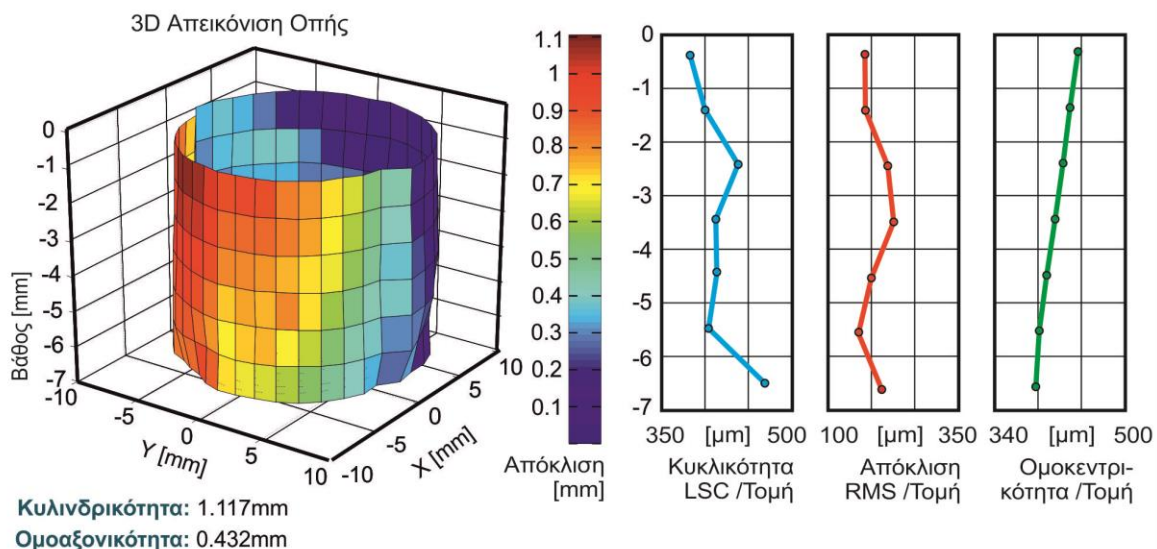 3D Απεικόνιση Οπής
0
-1
-2
-3
-4
-5
-6
-7
Βάθος [mm]
-10
-5
0
5
10
Y [mm]
-10
-5
0
5
10
X [mm]
1.1
1
0.9
0.8
0.7
0.6
0.5
0.4
0.3
0.2
0.1
Απόκλιση
[mm]
0
-1
-2
-3
-4
-5
-6
-7
350 [μm] 500
Κυκλικότητα
LSC /Τομή
100 [μm] 350
Απόκλιση
RMS /Τομή
340 [μm] 500
Ομοκεντρι-
κότητα /Τομή
Κυλινδρικότητα: 1.117mm
Ομοαξονικότητα: 0.432mm